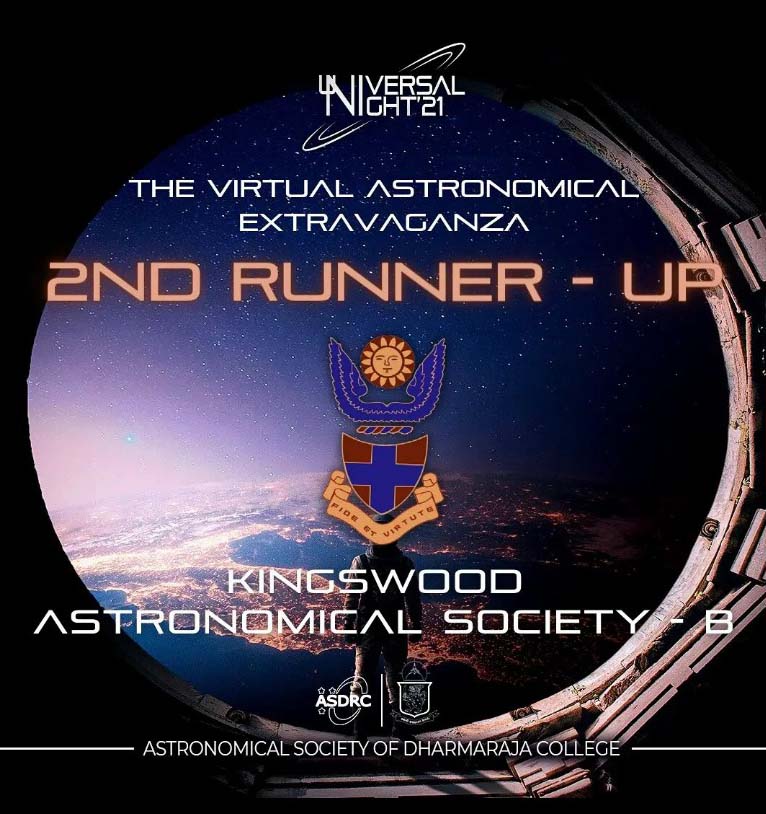 UNIVERSAL
NIGHT'21
THE VIRTUAL ASTRONOMICAL
EXTRAVAGANZA
2ND RUNNER - UP
FIDE ET VIRTUTE
KINGSWOOD
ASTRONOMICAL SOCIETY - B
ASDRC
ASTRONOMICAL SOCIETY OF DHARMARAJA COLLEGE